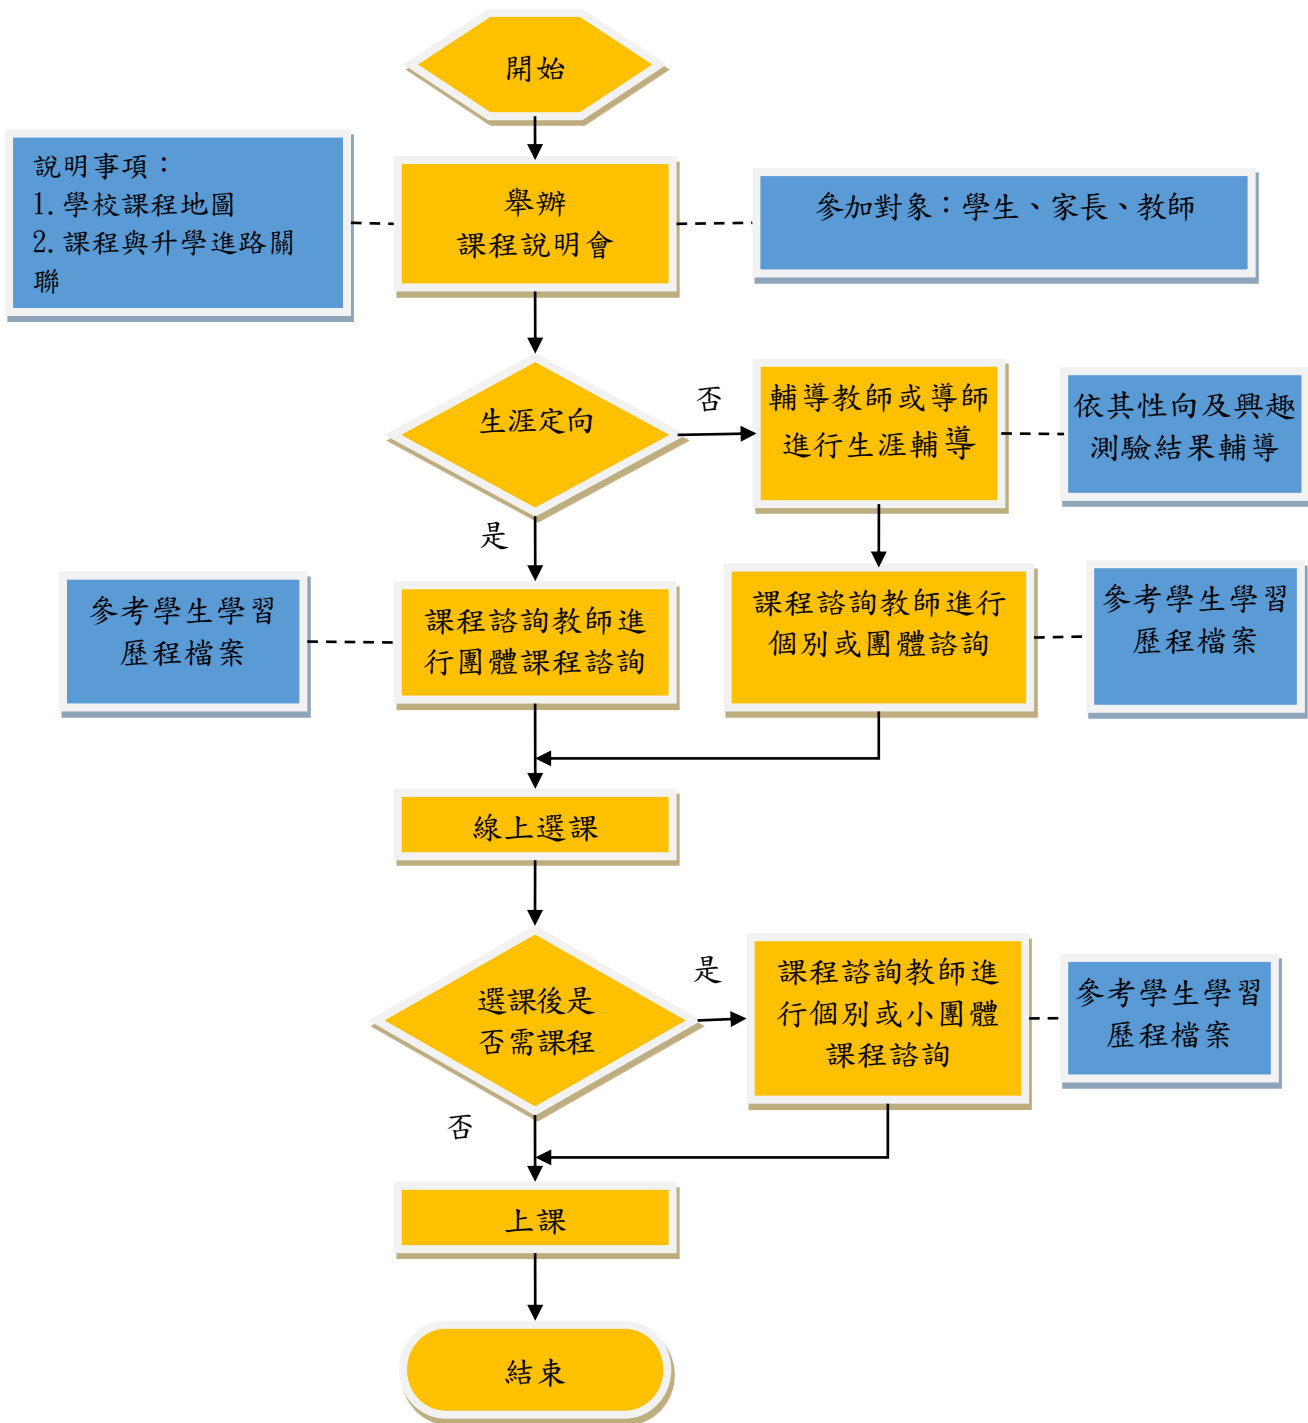 開始
說明事項：
1.學校課程地圖
2.課程與升學進路關
聯
舉辦
課程說明會
參加對象：學生、家長、教師
生涯定向
否
輔導教師或導師
進行生涯輔導
依其性向及興趣
測驗結果輔導
是
參考學生學習
歷程檔案
課程諮詢教師進
行團體課程諮詢
課程諮詢教師進行
個別或團體諮詢
參考學生學習
歷程檔案
線上選課
選課後是
否需課程
是
課程諮詢教師進
行個別或小團體
課程諮詢
參考學生學習
歷程檔案
否
上課
結束